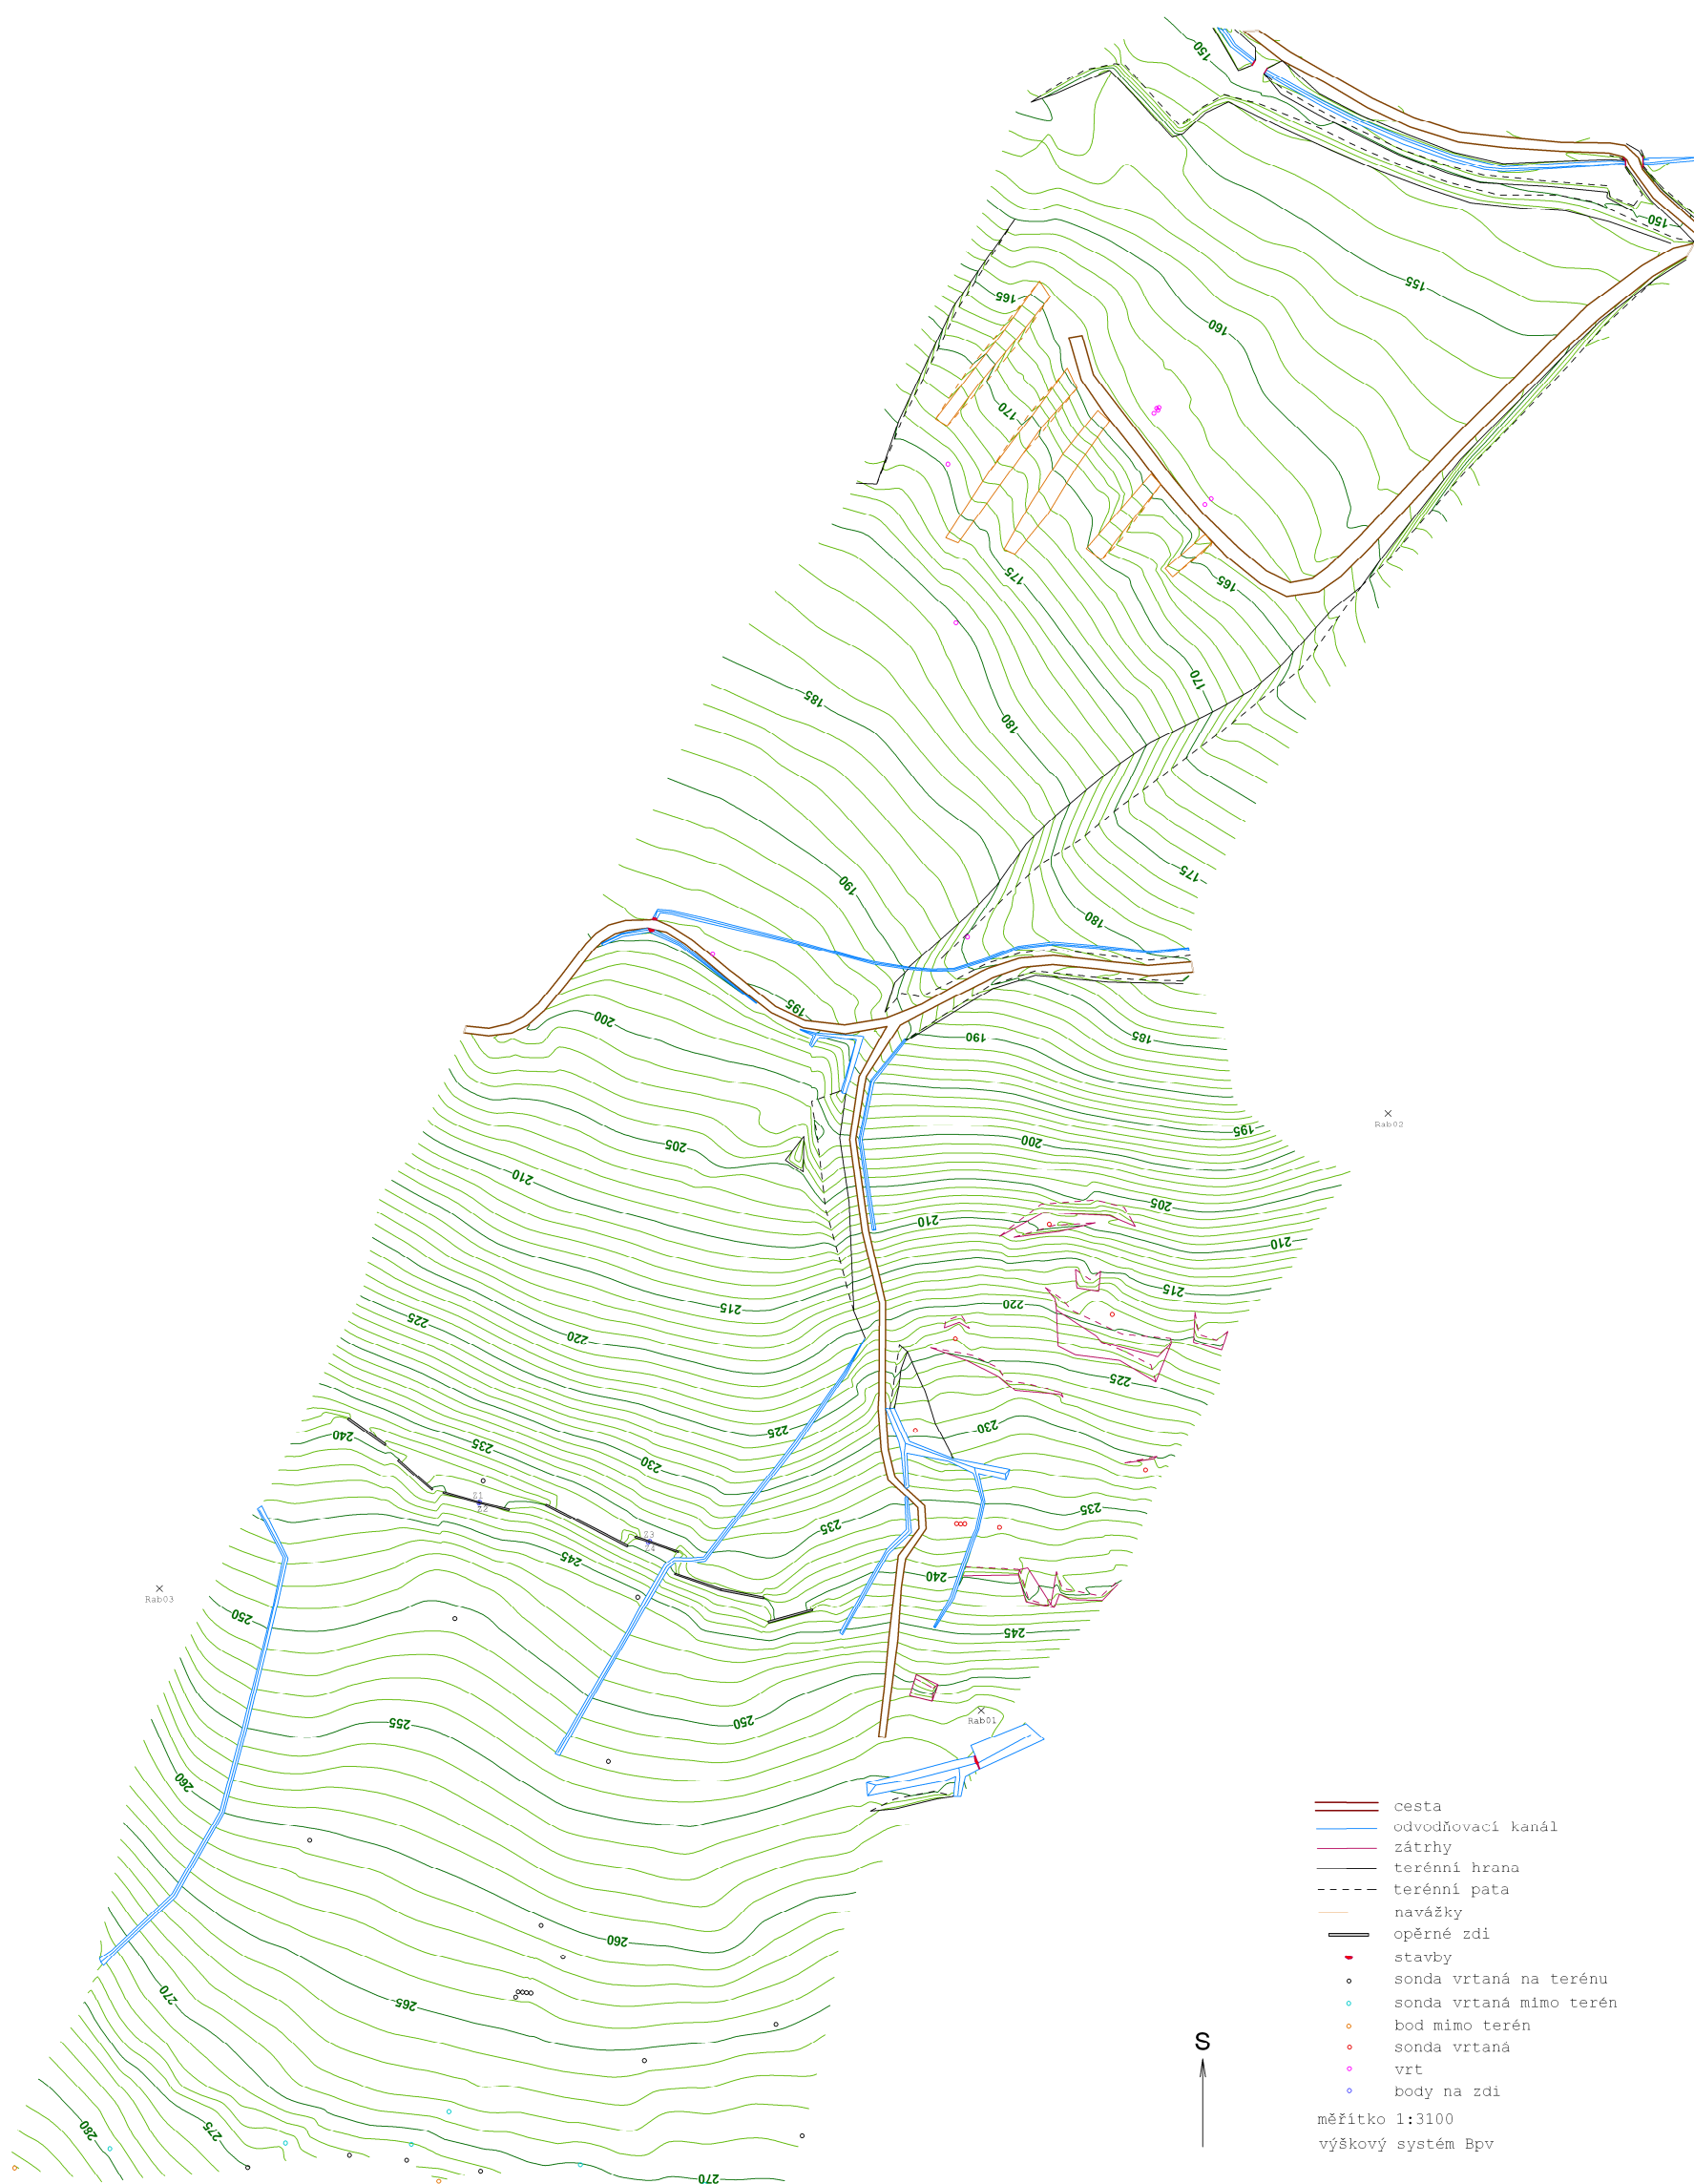 150
150
155
165
160
170
175
165
170
185
180
190
175
180
195
200
190
185
Rab02
195
200
205
205
210
210
210
215
215
220
225
220
225
225
230
240
235
230
Z1
Z2
235
235
Z3
Z4
245
240
Rab03
250
245
250
Rab01
255
260
260
265
270
275
260
270
cesta
odvodňovací kanál
zátrhy
terénní hrana
terénní pata
navážky
opěrné zdi
stavby
sonda vrtaná na terénu
sonda vrtaná mimo terén
bod mimo terén
sonda vrtaná
vrt
body na zdi
S
měřítko 1:3100
výškový systém Bpv